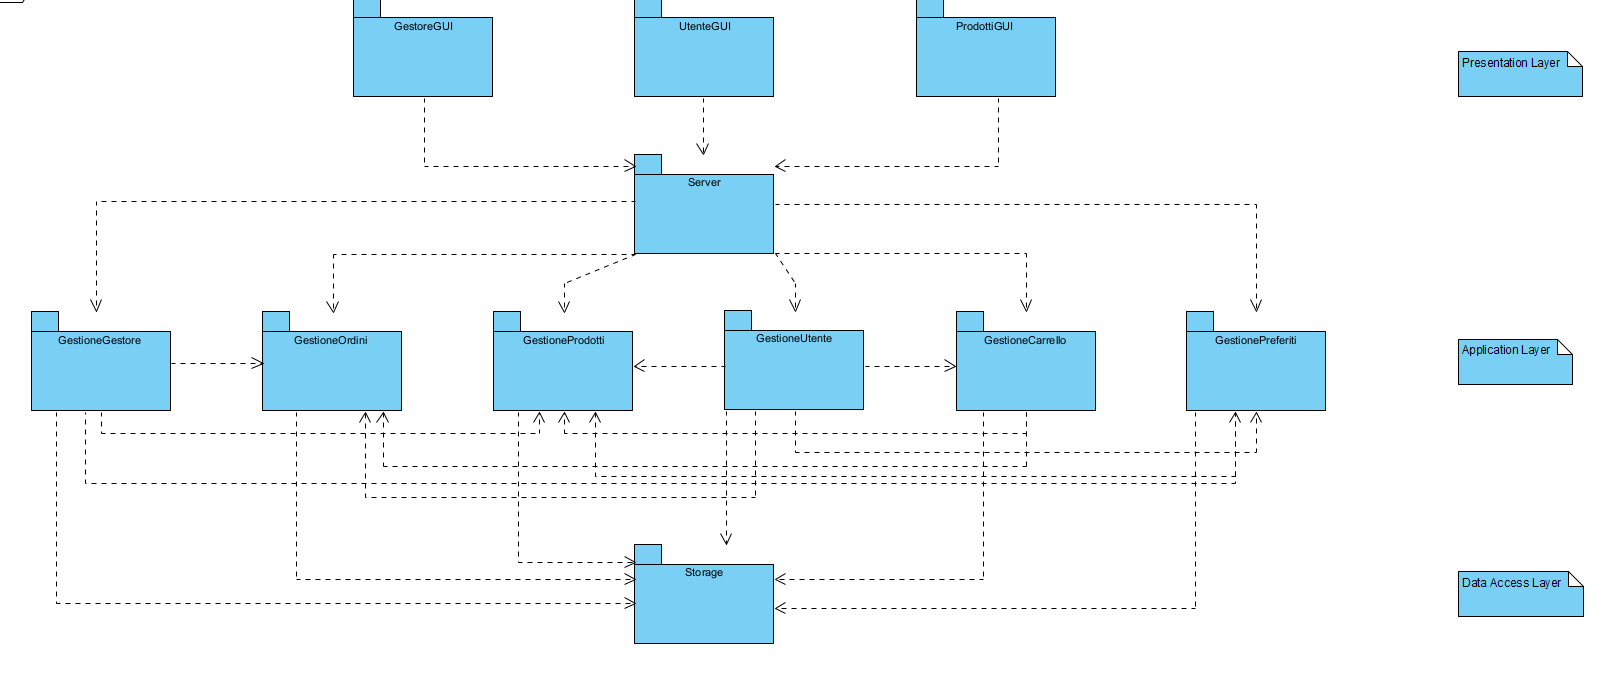 GestoreGUI
UtenteGUI
ProdottiGUI
Presentation Layer
Server
GestioneGestore
GestioneOrdini
GestioneProdotti
GestioneUtente
GestioneCarrello
GestionePreferiti
Application Layer
Storage
Data Access Layer